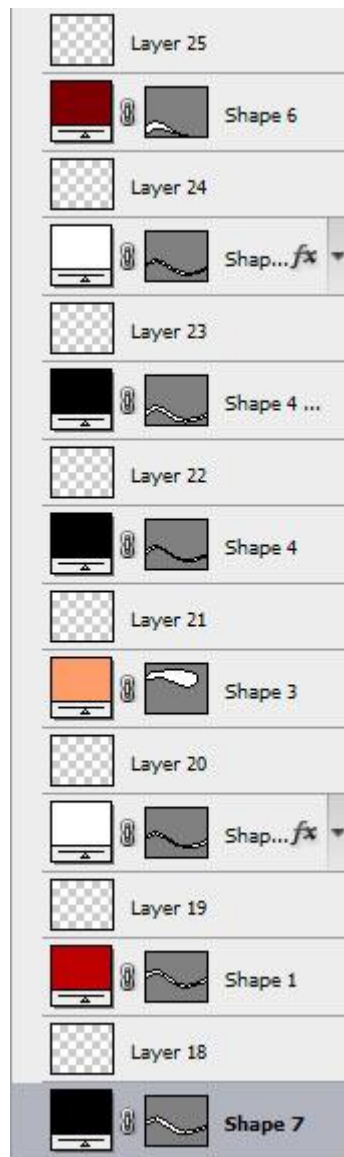 Layer 25
Shape 6
Layer 24
Shap... fx
Layer 23
Shape 4 ...
Layer 22
Shape 4
Layer 21
Shape 3
Layer 20
Shap... fx
Layer 19
Shape 1
Layer 18
Shape 7